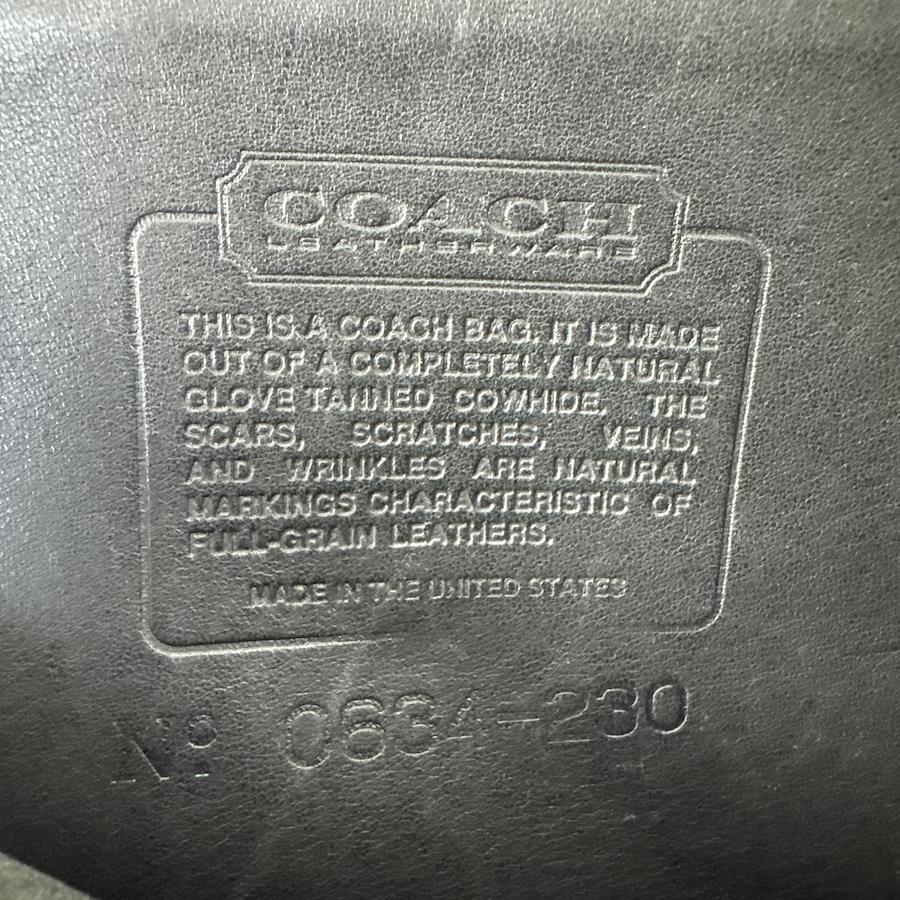 COACH
LEATHERWARE
THIS IS A COACH BAG. IT IS MADE
OUT OF A COMPLETELY NATURAL
GLOVE TANNED COWHIDE. THE
SCARS, SCRATCHES, VEINS,
AND WRINKLES ARE NATURAL
MARKINGS CHARACTERISTIC OF
FULL-GRAIN LEATHERS.
MADE IN THE UNITED STATES
Nº 0634-230